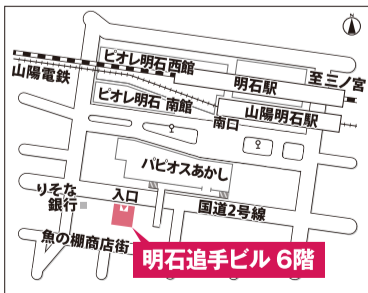 N
ピオレ明石西館
山陽電鉄
明石駅
至三ノ宮
ピオレ明石 南館
山陽明石駅
南口
パピオスあかし
りそな
銀行
入口
国道2号線
魚の棚商店街
明石追手ビル 6階